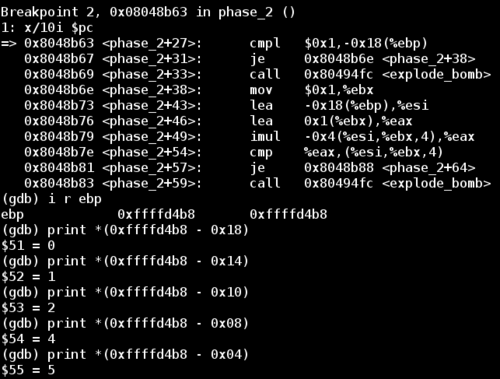 Breakpoint 2, 0x08048b63 in phase_2 ()
1: x/10i $pc
=> 0x8048b63 <phase_2+27>: cmpl $0x1,-0x18(%ebp)
0x8048b67 <phase_2+31>: je 0x8048b6e <phase_2+38>
0x8048b69 <phase_2+33>: call 0x80494fc <explode_bomb>
0x8048b6e <phase_2+38>: mov $0x1,%ebx
0x8048b73 <phase_2+43>: lea -0x18(%ebp),%esi
0x8048b76 <phase_2+46>: lea 0x1(%ebx),%eax
0x8048b79 <phase_2+49>: imul -0x4(%esi,%ebx,4),%eax
0x8048b7e <phase_2+54>: cmp %eax,(%esi,%ebx,4)
0x8048b81 <phase_2+57>: je 0x8048b88 <phase_2+64>
0x8048b83 <phase_2+59>: call 0x80494fc <explode_bomb>
(gdb) i r ebp
ebp 0xffffd4b8 0xffffd4b8
(gdb) print *(0xffffd4b8 - 0x18)
$51 = 0
(gdb) print *(0xffffd4b8 - 0x14)
$52 = 1
(gdb) print *(0xffffd4b8 - 0x10)
$53 = 2
(gdb) print *(0xffffd4b8 - 0x08)
$54 = 4
(gdb) print *(0xffffd4b8 - 0x04)
$55 = 5